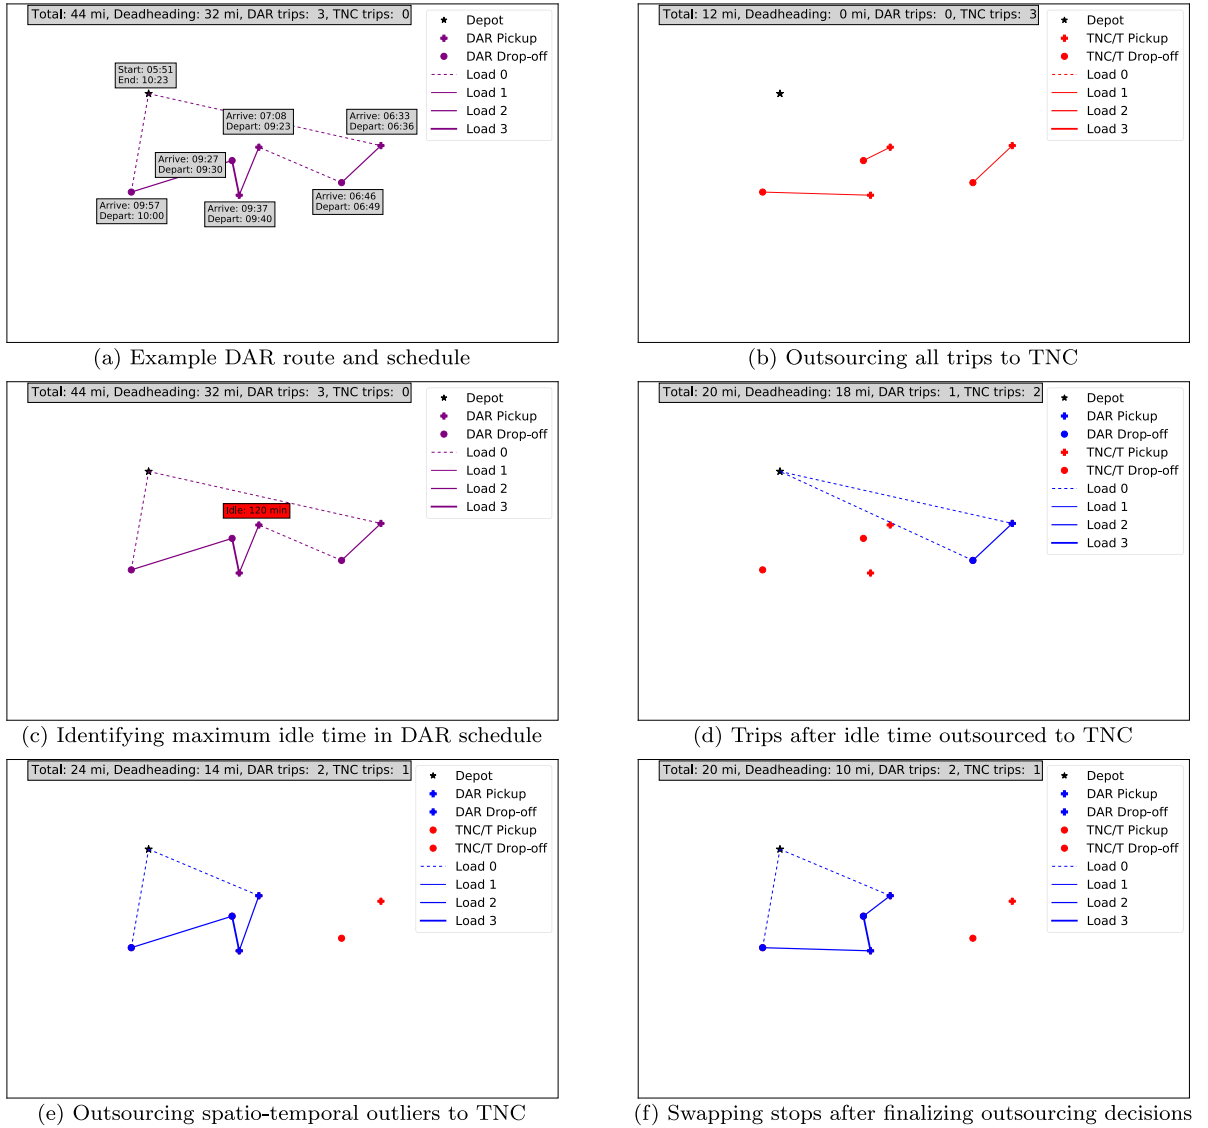 Total: 44 mi, Deadheading: 32 mi, DAR trips:  3, TNC trips:  0
Depot
DAR Pickup
DAR Drop-off
Load 0
Load 1
Load 2
Load 3
Start: 05:51
End: 10:23
Arrive: 07:08
Depart: 09:23
Arrive: 06:33
Depart: 06:36
Arrive: 09:27
Depart: 09:30
Arrive: 09:57
Depart: 10:00
Arrive: 09:37
Depart: 09:40
Arrive: 06:46
Depart: 06:49
(a) Example DAR route and schedule
Total: 12 mi, Deadheading:  0 mi, DAR trips:  0, TNC trips:  3
Depot
TNC/T Pickup
TNC/T Drop-off
Load 0
Load 1
Load 2
Load 3
(b) Outsourcing all trips to TNC
Total: 44 mi, Deadheading: 32 mi, DAR trips:  3, TNC trips:  0
Depot
DAR Pickup
DAR Drop-off
Load 0
Load 1
Load 2
Load 3
Idle: 120 min
(c) Identifying maximum idle time in DAR schedule
Total: 20 mi, Deadheading: 18 mi, DAR trips:  1, TNC trips:  2
Depot
DAR Pickup
DAR Drop-off
TNC/T Pickup
TNC/T Drop-off
Load 0
Load 1
Load 2
Load 3
(d) Trips after idle time outsourced to TNC
Total: 24 mi, Deadheading: 14 mi, DAR trips:  2, TNC trips:  1
Depot
DAR Pickup
DAR Drop-off
TNC/T Pickup
TNC/T Drop-off
Load 0
Load 1
Load 2
Load 3
(e) Outsourcing spatio-temporal outliers to TNC
Total: 20 mi, Deadheading: 10 mi, DAR trips:  2, TNC trips:  1
Depot
DAR Pickup
DAR Drop-off
TNC/T Pickup
TNC/T Drop-off
Load 0
Load 1
Load 2
Load 3
(f) Swapping stops after finalizing outsourcing decisions